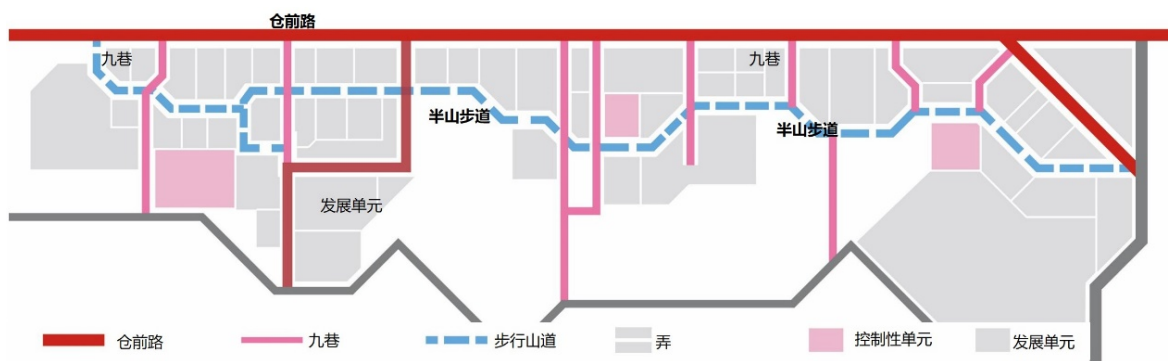 仓前路
九巷
九巷
半山步道
半山步道
发展单元
仓前路
九巷
步行山道
弄
控制性单元
发展单元